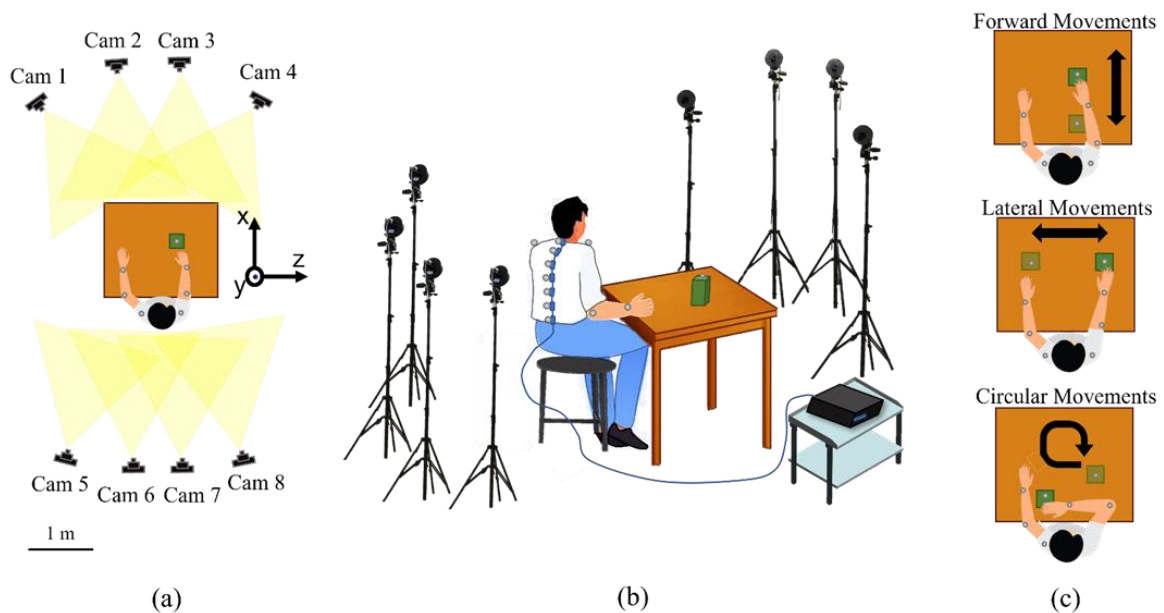 Cam 1
Cam 2
Cam 3
Cam 4
x
z
y
Cam 5
Cam 6
Cam 7
Cam 8
1 m
(a)
(b)
Forward Movements
Lateral Movements
Circular Movements
(c)